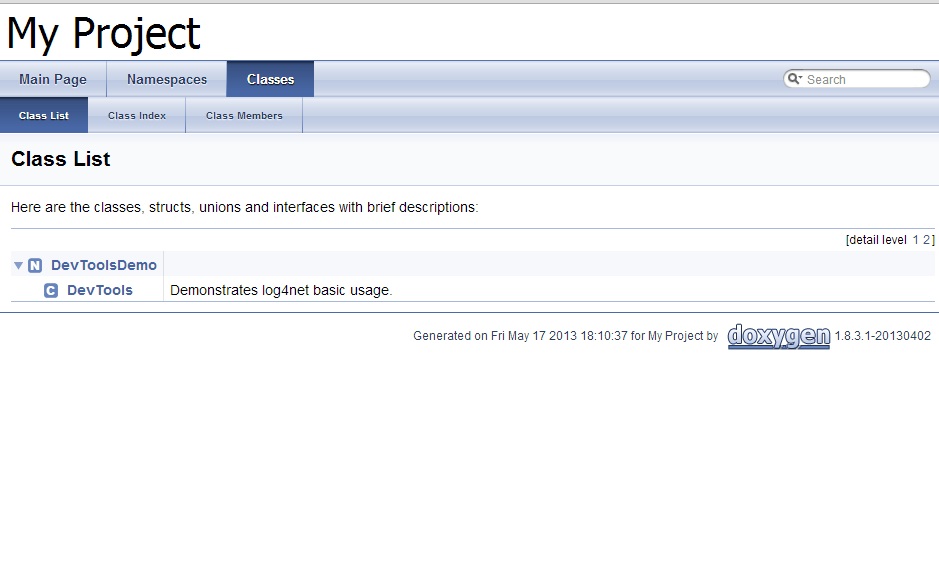 My Project
Main Page Namespaces Classes Search
Class List Class Index Class Members
Class List
Here are the classes, structs, unions and interfaces with brief descriptions:
[detail level 1 2]
N DevToolsDemo
C DevTools Demonstrates log4net basic usage.
Generated on Fri May 17 2013 18:10:37 for My Project by doxygen 1.8.3.1-20130402